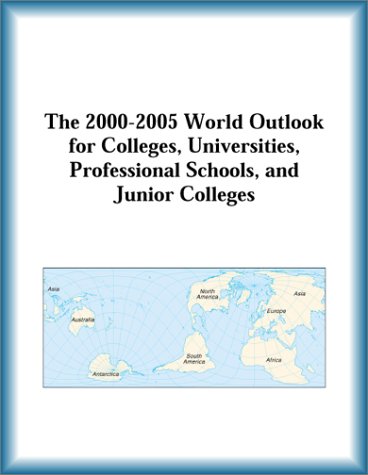 The 2000-2005 World Outlook
for Colleges, Universities,
Professional Schools, and
Junior Colleges
Asia
Australia
Antarctica
North
America
South
America
Europe
Asia
Africa